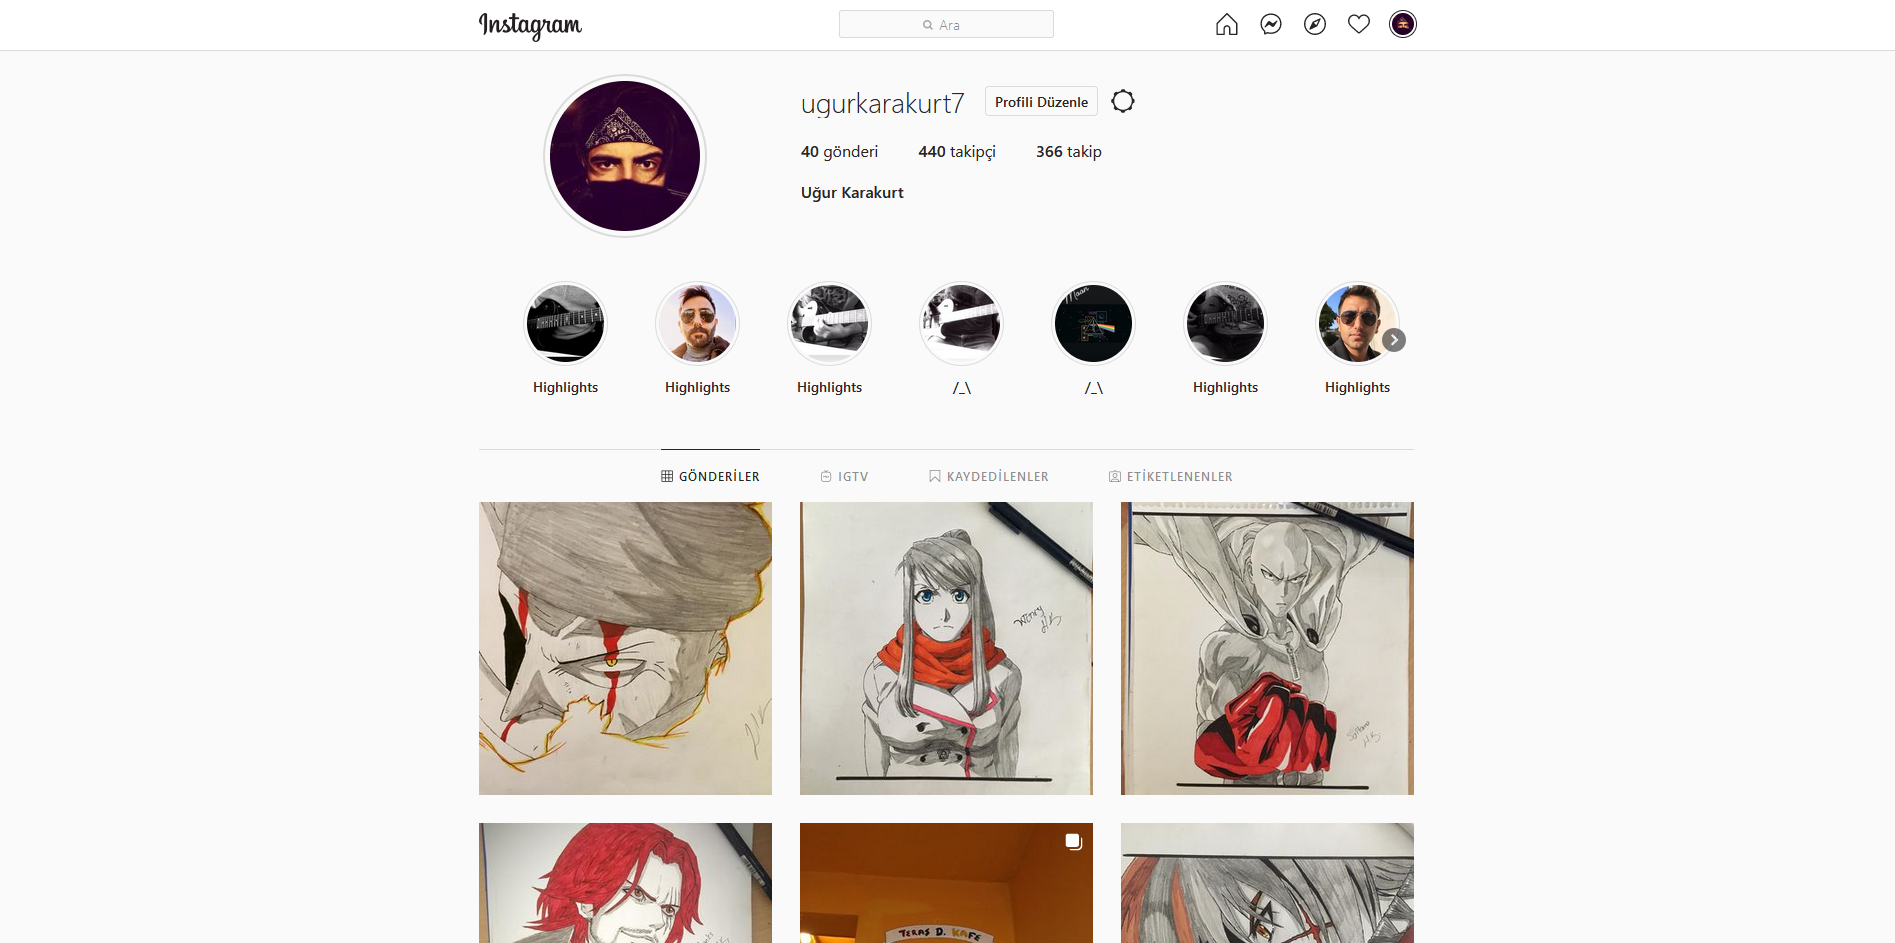 Instagram
Ara
ugurkarakurt7
Profili Düzenle
40 gönderi 440 takipçi 366 takip
Uğur Karakurt
Maan
Highlights
Highlights
Highlights
/_\
/_\
Highlights
Highlights
GÖNDERİLER
IGTV
KAYDEDİLENLER
ETİKETLENENLER
TERAS D. KAFE